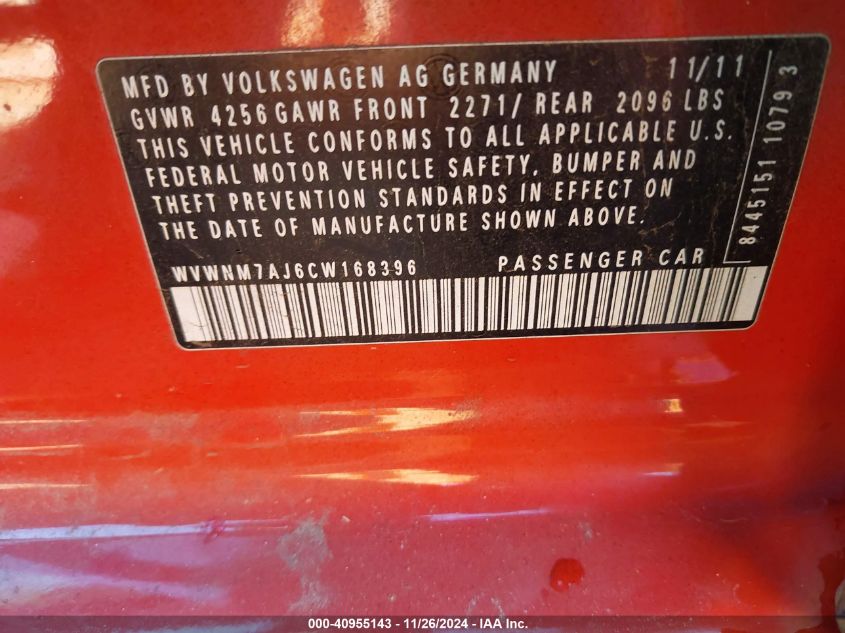 MFD BY VOLKSWAGEN AG GERMANY 11/11
GVWR 4256 GAWR FRONT 2271/ REAR 2096 LBS
THIS VEHICLE CONFORMS TO ALL APPLICABLE U.S.
FEDERAL MOTOR VEHICLE SAFETY, BUMPER AND
THEFT PREVENTION STANDARDS IN EFFECT ON
THE DATE OF MANUFACTURE SHOWN ABOVE.
WVWNM7AJ6CW168396 PASSENGER CAR
8445151 10793
000-40955143 - 11/26/2024 - IAA Inc.